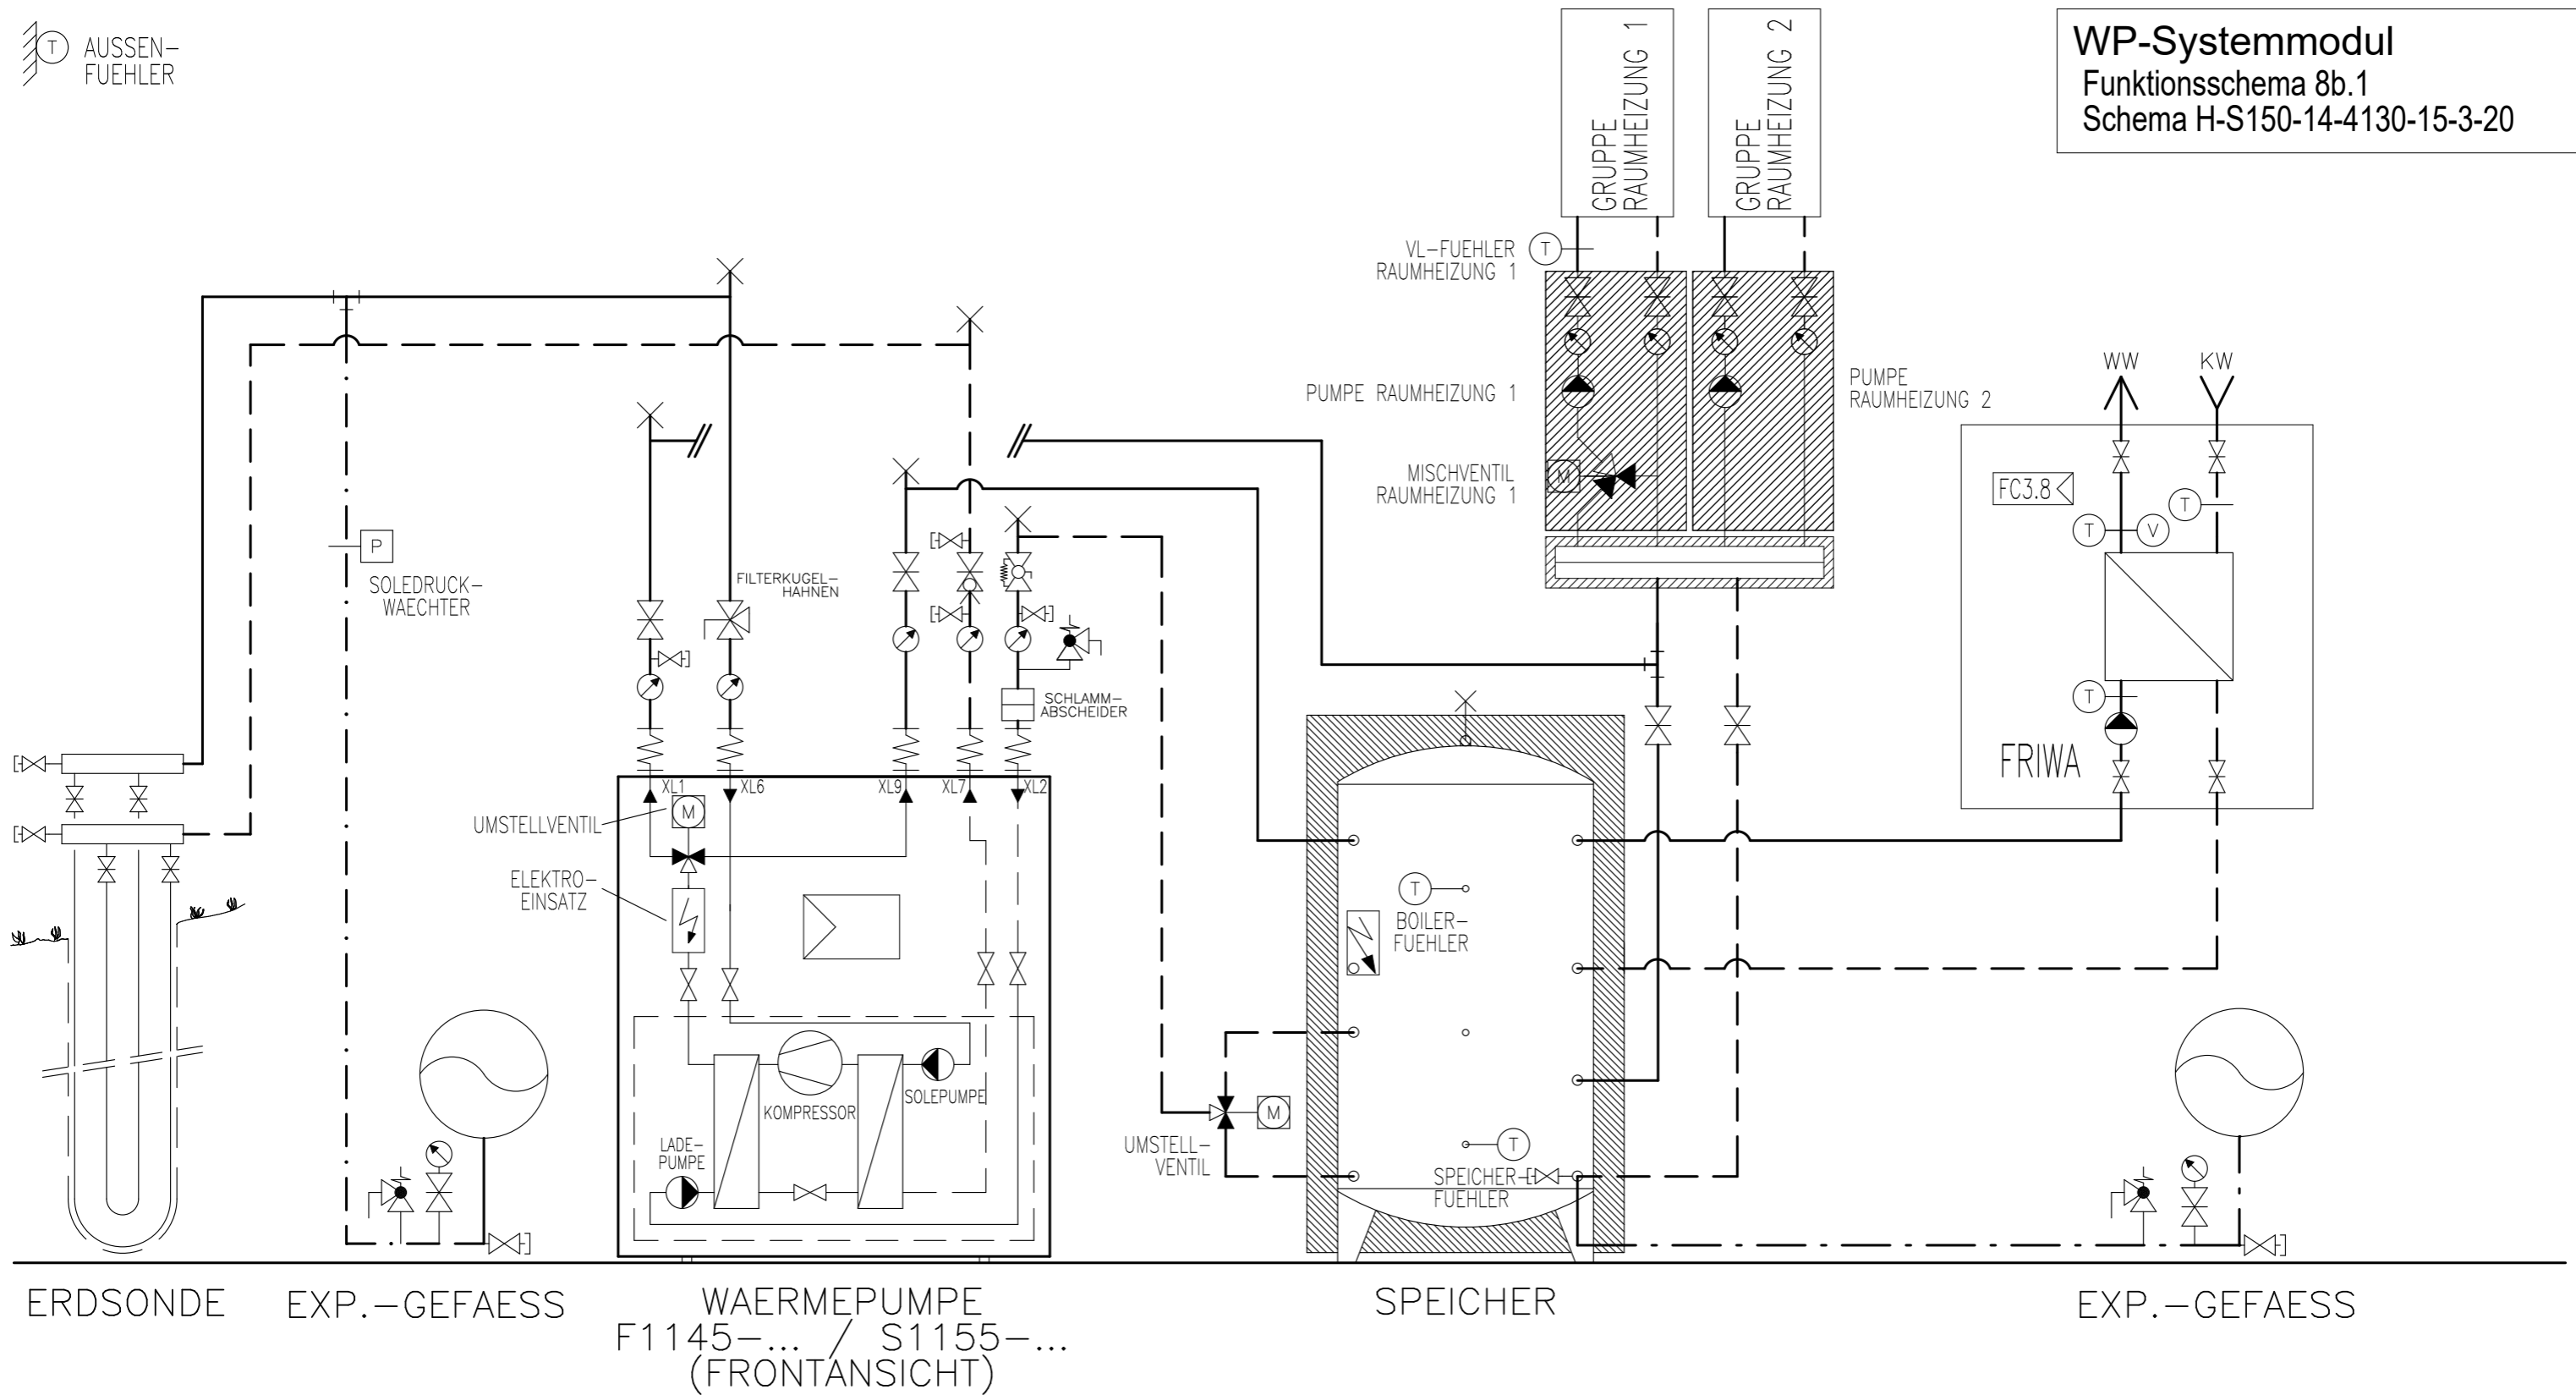 T AUSSEN-
FUEHLER
WP-Systemmodul
Funktionsschema 8b.1
Schema H-S150-14-4130-15-3-20
GRUPPE
RAUMHEIZUNG 1
GRUPPE
RAUMHEIZUNG 2
VL-FUEHLER
RAUMHEIZUNG 1
T
PUMPE RAUMHEIZUNG 1
PUMPE
RAUMHEIZUNG 2
MISCHVENTIL
RAUMHEIZUNG 1
M
WW
KW
FC3.8
T
T
V
T
FRIWA
P
SOLEDRUCK-
WAECHTER
FILTERKUGEL-
HAHNEN
SCHLAMM-
ABSCHEIDER
XL1
XL6
XL9
XL7
XL2
M
UMSTELLVENTIL
ELEKTRO-
EINSATZ
KOMPRESSOR
SOLEPUMPE
LADE-
PUMPE
T
BOILER-
FUEHLER
M
UMSTELL-
VENTIL
T
SPEICHER-
FUEHLER
ERDSONDE
EXP.-GEFAESS
WAERMEPUMPE
F1145-... / S1155-...
(FRONTANSICHT)
SPEICHER
EXP.-GEFAESS